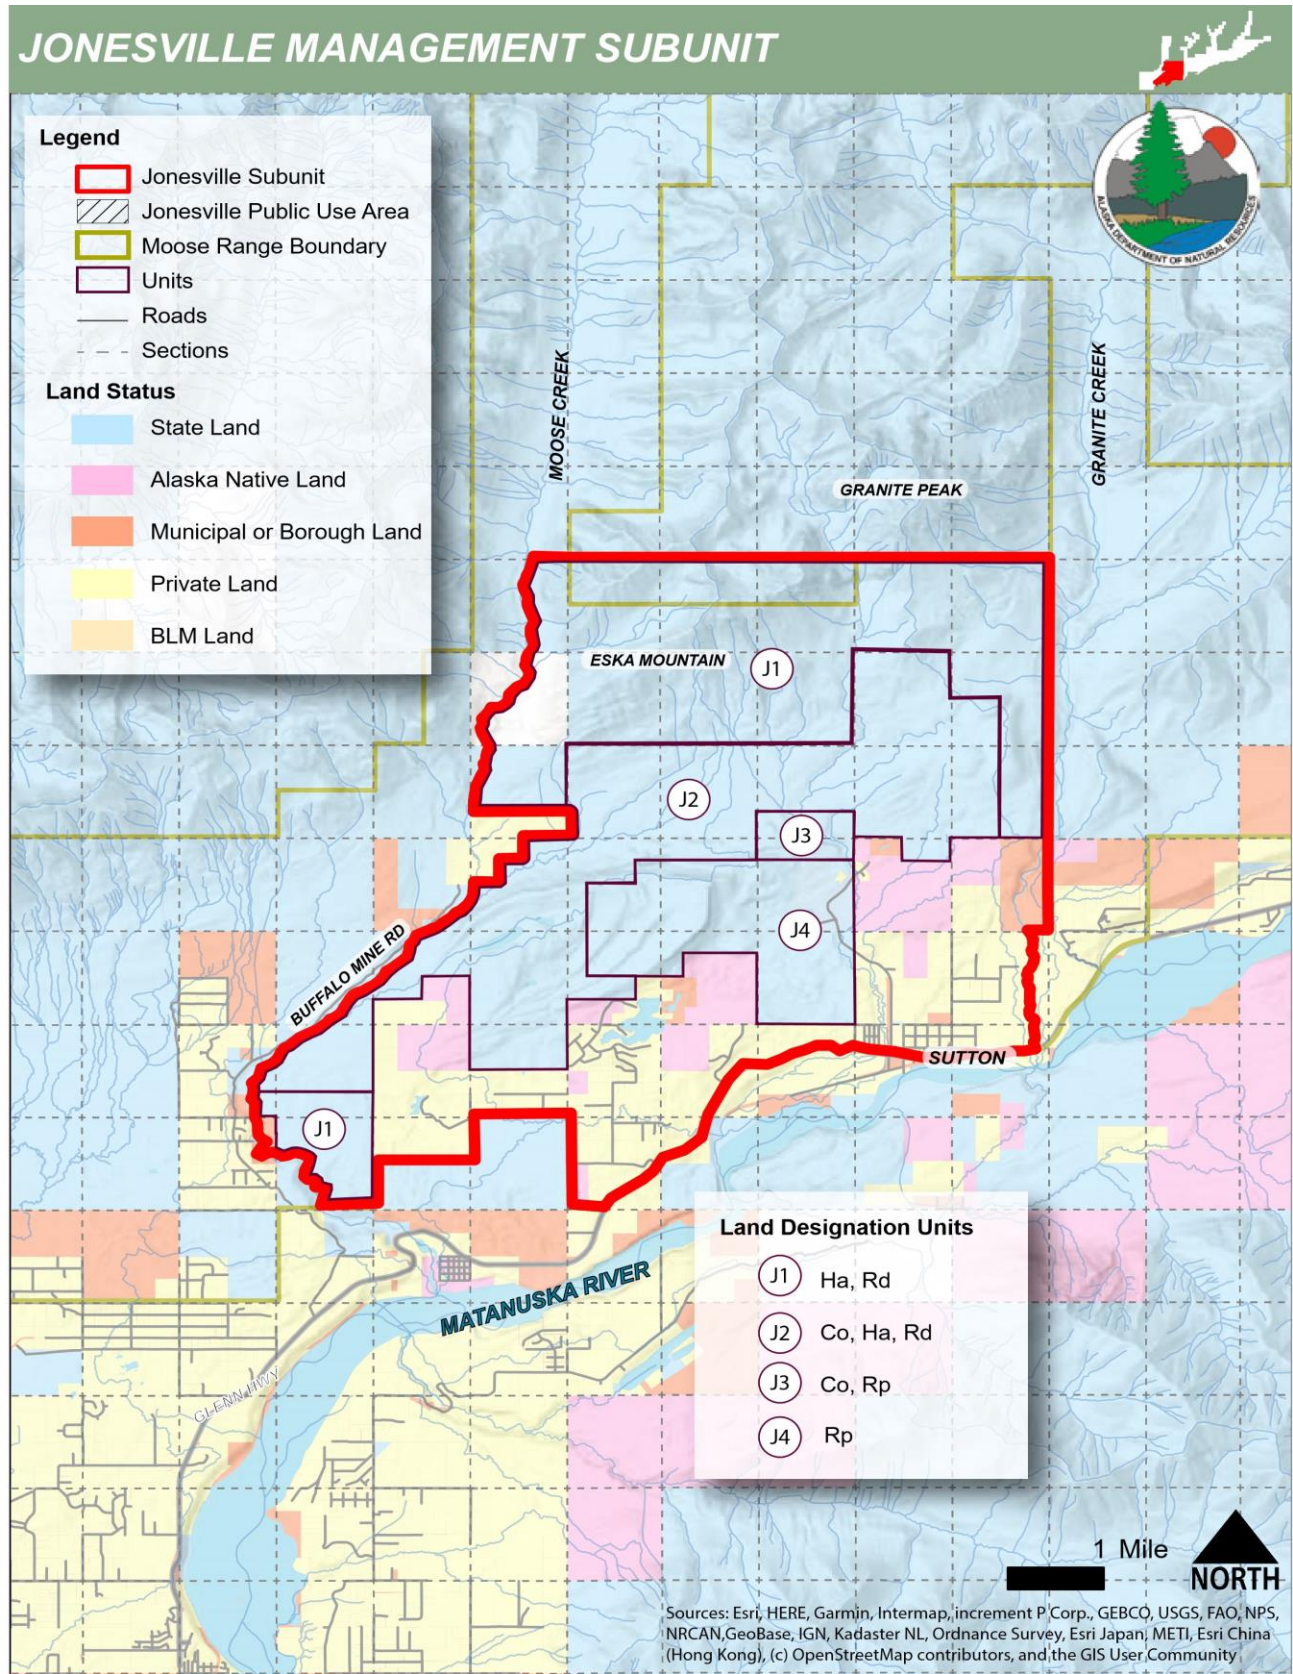 JONESVILLE MANAGEMENT SUBUNIT
ALASKA DEPARTMENT OF NATURAL RESOURCES
Legend
Jonesville Subunit
Jonesville Public Use Area
Moose Range Boundary
Units
Roads
Sections
Land Status
State Land
Alaska Native Land
Municipal or Borough Land
Private Land
BLM Land
MOOSE CREEK
GRANITE CREEK
GRANITE PEAK
ESKA MOUNTAIN
J1
J2
J3
J4
BUFFALO MINE RD
SUTTON
J1
MATANUSKA RIVER
GLENN HWY
Land Designation Units
J1 Ha, Rd
J2 Co, Ha, Rd
J3 Co, Rp
J4 Rp
1 Mile
NORTH
Sources: Esri, HERE, Garmin, Intermap, increment P Corp., GEBCO, USGS, FAO, NPS,
NRCAN,GeoBase, IGN, Kadaster NL, Ordnance Survey, Esri Japan, METI, Esri China
(Hong Kong), (c) OpenStreetMap contributors, and the GIS User Community